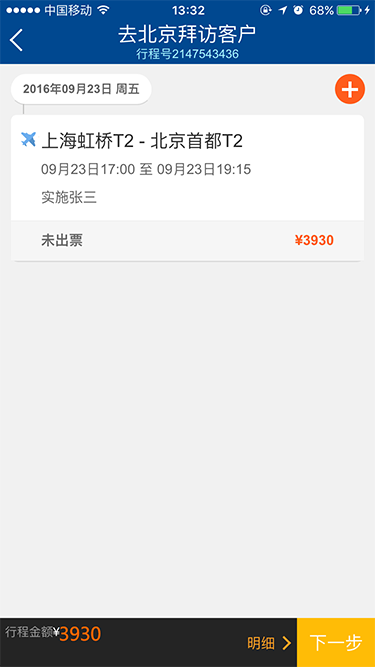 中国移动 13:32 68%
去北京拜访客户
行程号2147543436
2016年09月23日 周五
上海虹桥T2 - 北京首都T2
09月23日17:00 至 09月23日19:15
实施张三
未出票 ¥3930
行程金额¥3930 明细 下一步